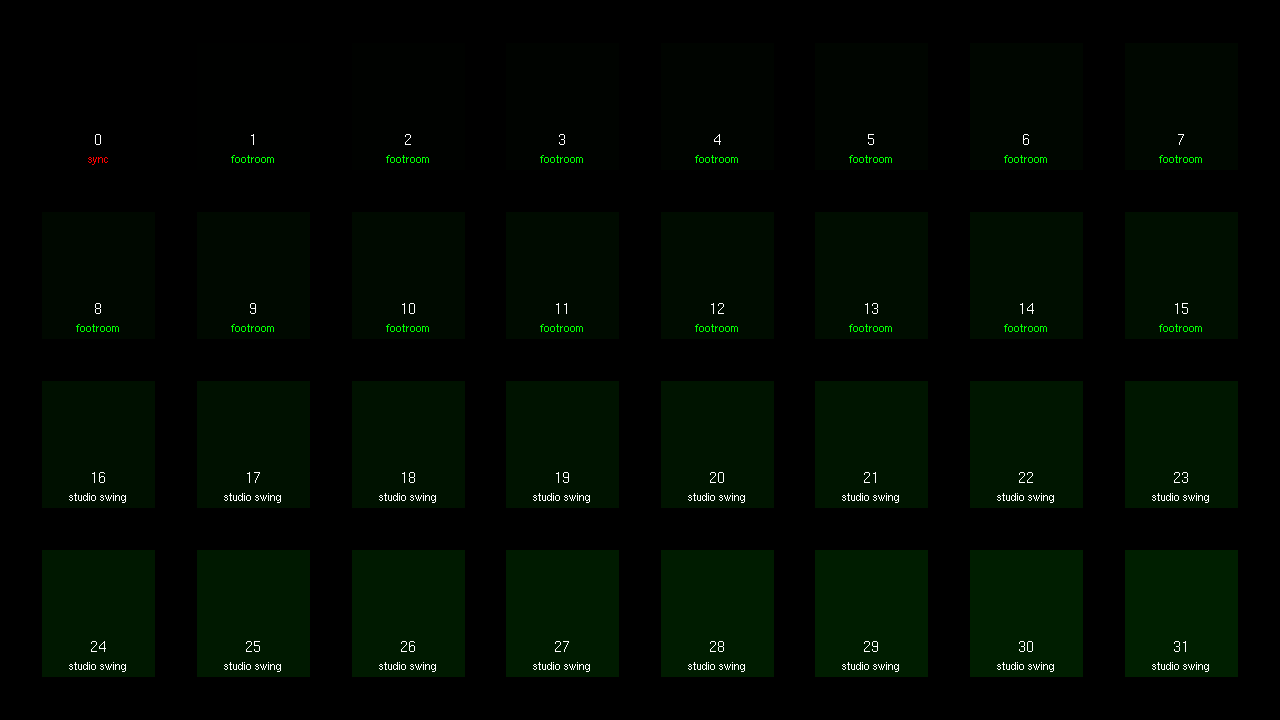 0 1 2 3 4 5 6 7
sync footroom footroom footroom footroom footroom footroom footroom
8 9 10 11 12 13 14 15
footroom footroom footroom footroom footroom footroom footroom footroom
16 17 18 19 20 21 22 23
studio swing studio swing studio swing studio swing studio swing studio swing studio swing studio swing
24 25 26 27 28 29 30 31
studio swing studio swing studio swing studio swing studio swing studio swing studio swing studio swing